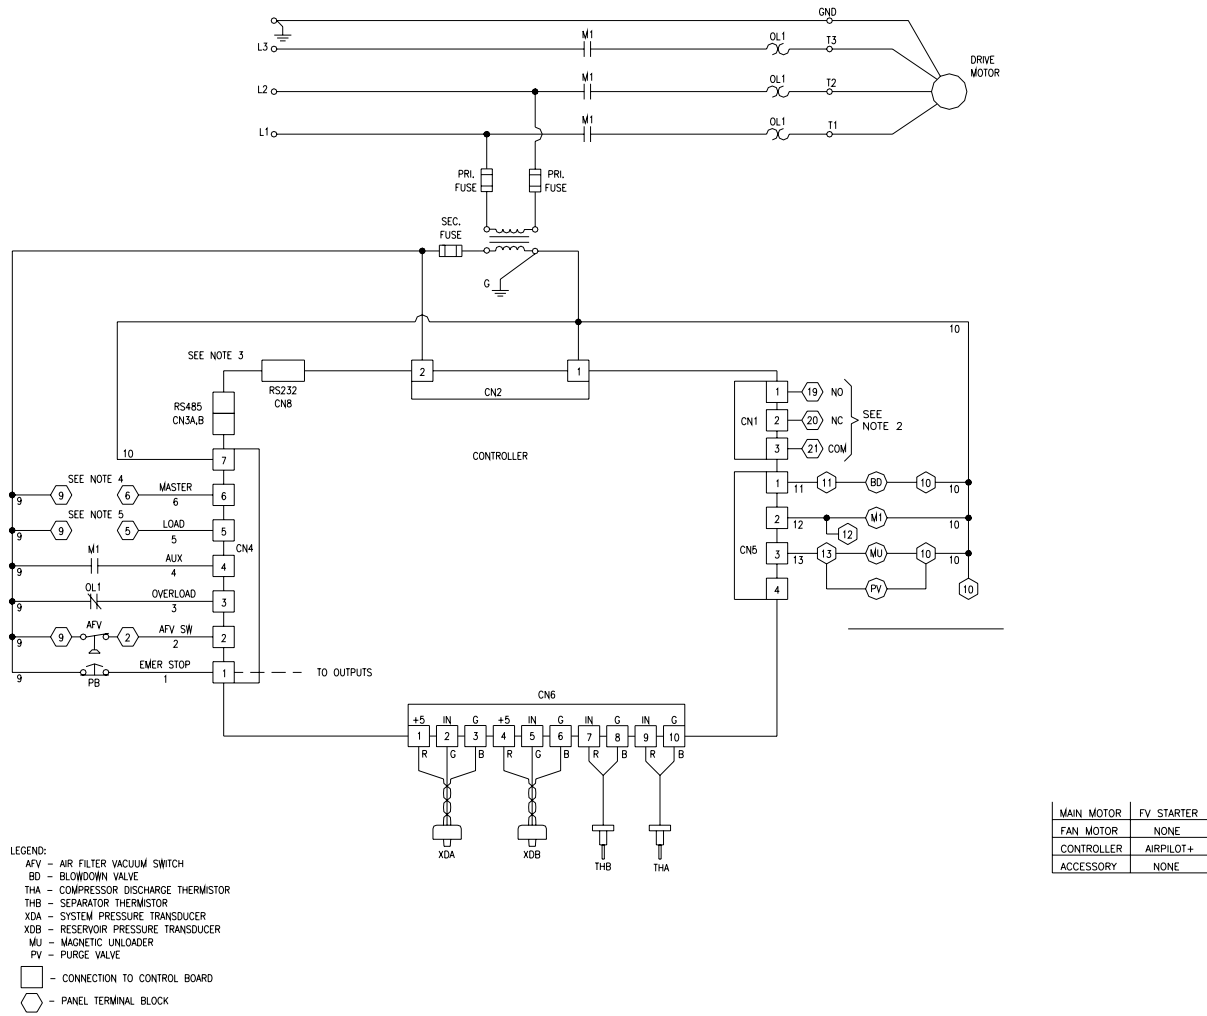 GND
L3
M1
OL1
T3
DRIVE
MOTOR
L2
M1
OL1
T2
L1
M1
OL1
T1
PRI.
FUSE
PRI.
FUSE
SEC.
FUSE
G
10
SEE NOTE 3
RS232
CN8
2
1
CN2
RS485
CN3A,B
CONTROLLER
1
19
NO
CN1
2
20
NC
SEE
NOTE 2
3
21
COM
10
7
SEE NOTE 4
9
9
6
MASTER
6
6
SEE NOTE 5
9
9
5
LOAD
5
5
CN4
M1
9
AUX
4
4
OL1
9
OVERLOAD
3
3
AFV
9
9
2
AFV SW
2
2
9
PB
EMER STOP
1
1
TO OUTPUTS
1
11
11
BD
10
10
2
12
12
M1
10
CN5
3
13
13
MU
10
10
4
PV
10
CN6
+5 IN G +5 IN G IN G IN G
1 2 3 4 5 6 7 8 9 10
R G B R G B R B R B
XDA
XDB
THB
THA
MAIN MOTOR FV STARTER
FAN MOTOR NONE
CONTROLLER AIRPILOT+
ACCESSORY NONE
LEGEND:
AFV - AIR FILTER VACUUM SWITCH
BD - BLOWDOWN VALVE
THA - COMPRESSOR DISCHARGE THERMISTOR
THB - SEPARATOR THERMISTOR
XDA - SYSTEM PRESSURE TRANSDUCER
XDB - RESERVOIR PRESSURE TRANSDUCER
MU - MAGNETIC UNLOADER
PV - PURGE VALVE
- CONNECTION TO CONTROL BOARD
- PANEL TERMINAL BLOCK